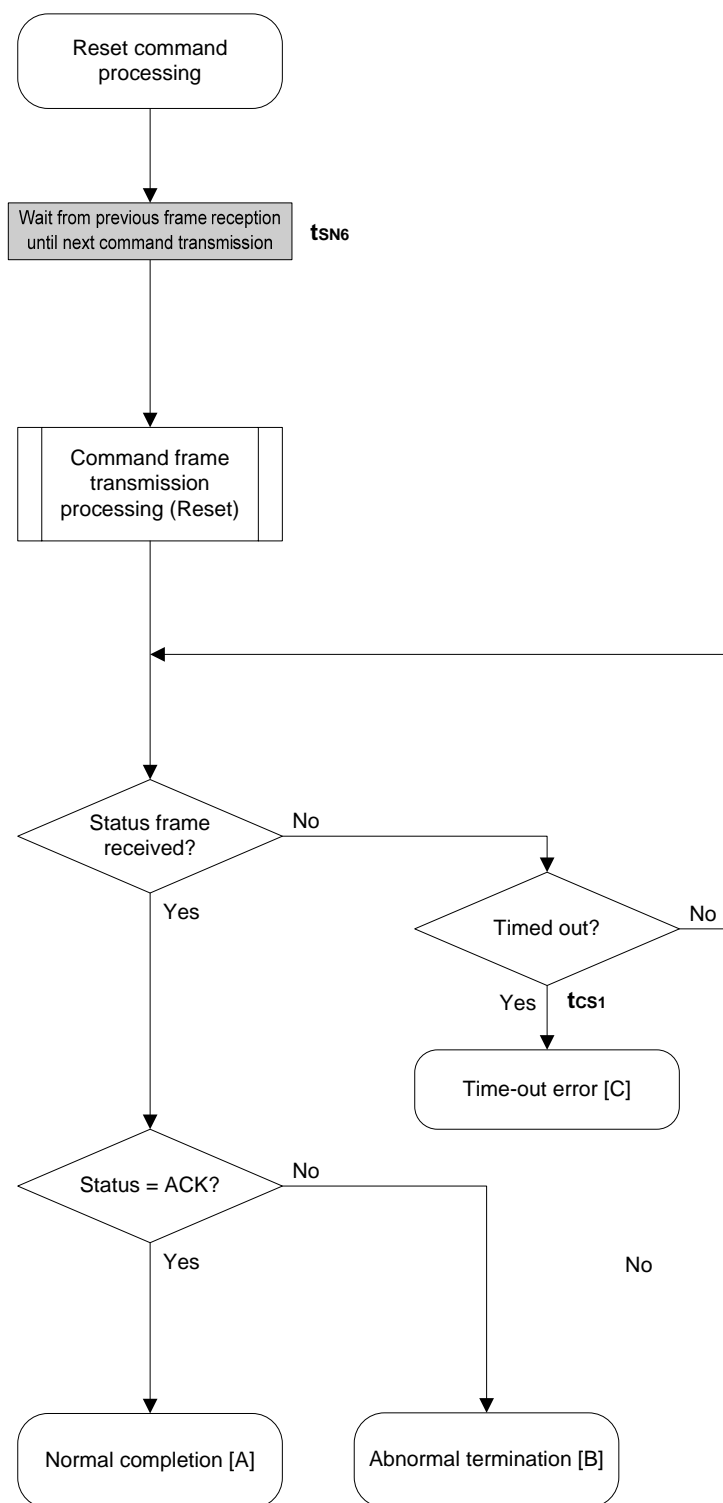 Reset command
processing
Wait from previous frame reception
until next command transmission
tSN6
Command frame
transmission
processing (Reset)
Status frame
received?
No
Yes
Timed out?
No
Yes
tCS1
Time-out error [C]
Status = ACK?
No
Yes
No
Normal completion [A]
Abnormal termination [B]